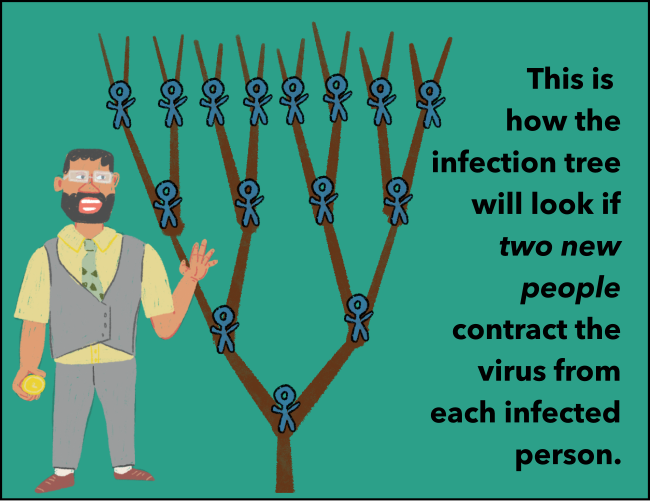 This is
how the
infection tree
will look if
two new
people
contract the
virus from
each infected
person.